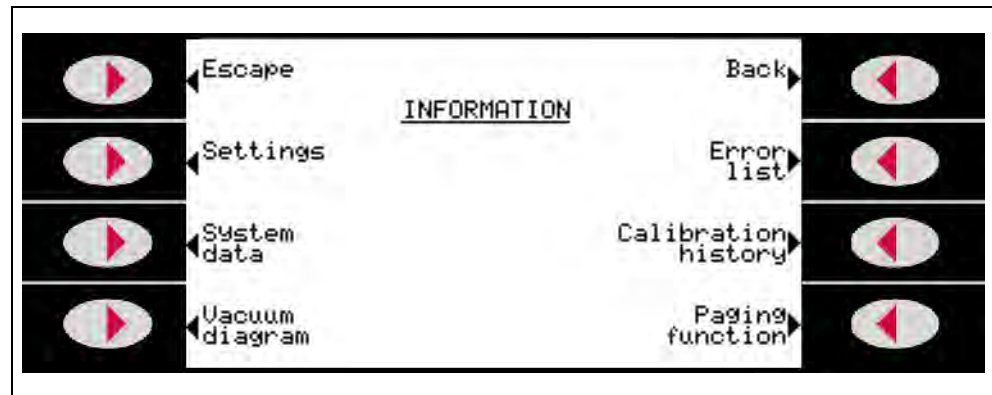 Escape
Back
INFORMATION
Settings
Error
list
System
data
Calibration
history
Vacuum
diagram
Paging
function